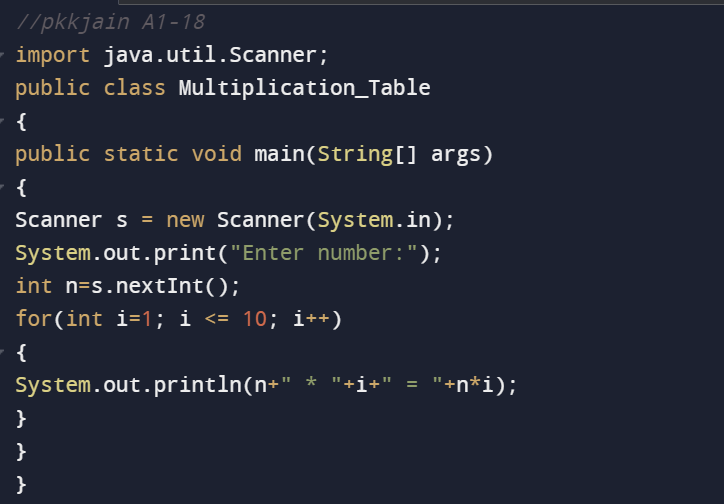 //pkkjain A1-18
import java.util.Scanner;
public class Multiplication_Table
{
public static void main(String[] args)
{
Scanner s = new Scanner(System.in);
System.out.print("Enter number:");
int n=s.nextInt();
for(int i=1; i <= 10; i++)
{
System.out.println(n+" * "+i+" = "+n*i);
}
}
}